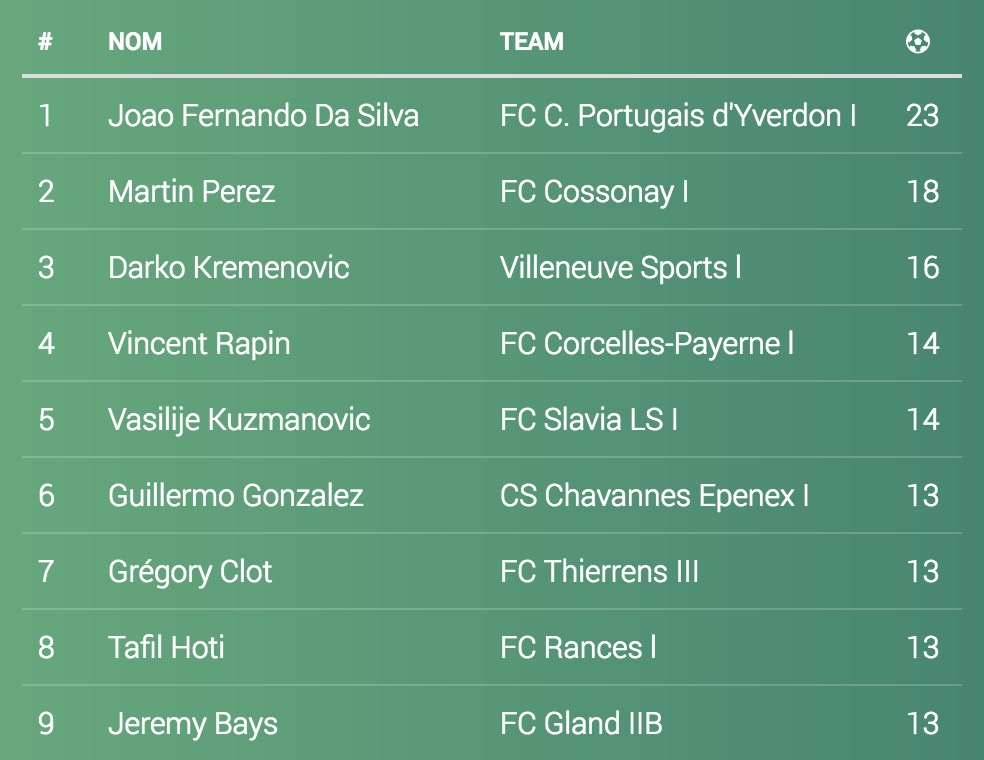 # NOM TEAM
1 Joao Fernando Da Silva FC C. Portugais d'Yverdon I 23
2 Martin Perez FC Cossonay I 18
3 Darko Kremenovic Villeneuve Sports l 16
4 Vincent Rapin FC Corcelles-Payerne l 14
5 Vasilije Kuzmanovic FC Slavia LS I 14
6 Guillermo Gonzalez CS Chavannes Epenex I 13
7 Grégory Clot FC Thierrens III 13
8 Tafil Hoti FC Rances l 13
9 Jeremy Bays FC Gland IIB 13